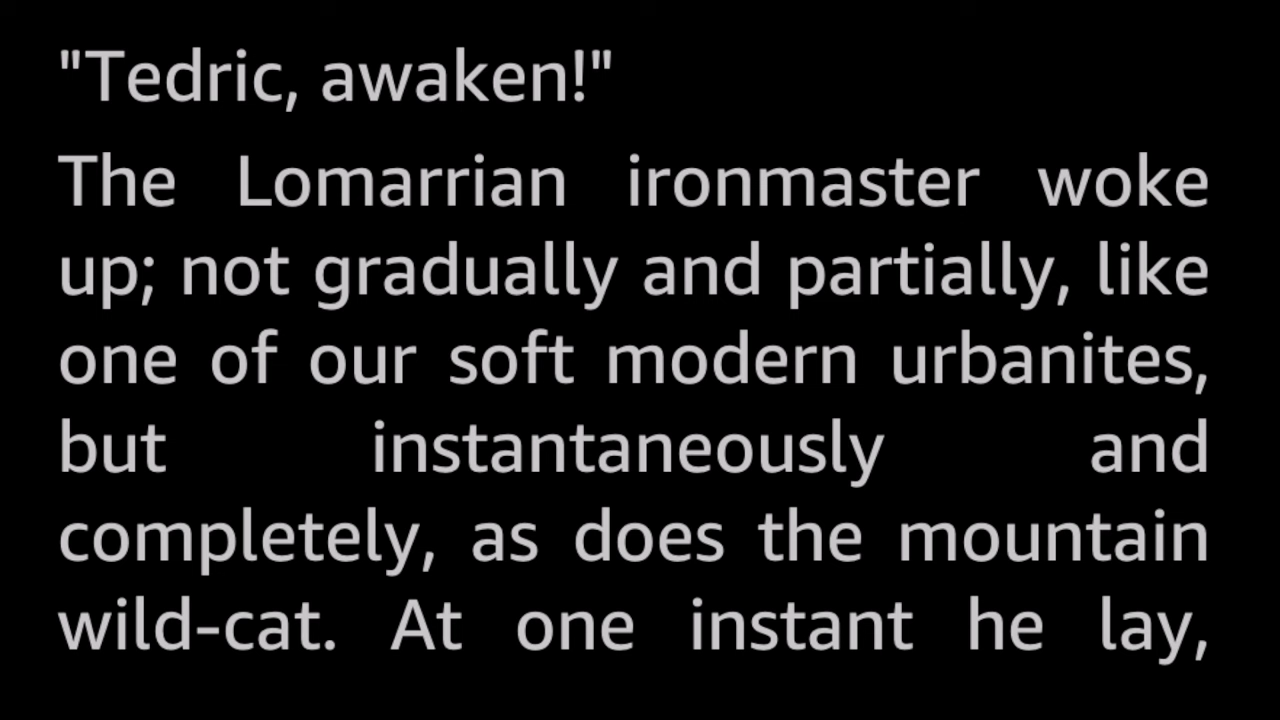 "Tedric, awaken!"
The Lomarrian ironmaster woke
up; not gradually and partially, like
one of our soft modern urbanites,
but instantaneously and
completely, as does the mountain
wild-cat. At one instant he lay,